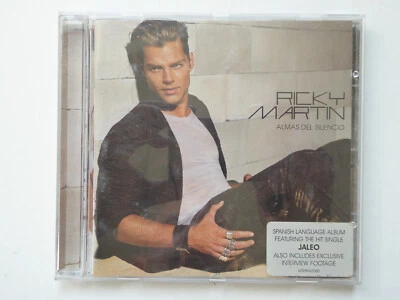 RICKY
MARTIN
ALMAS DEL SILENCIO
SPANISH LANGUAGE ALBUM
FEATURING THE HIT SINGLE
JALEO
ALSO INCLUDES EXCLUSIVE
INTERVIEW FOOTAGE